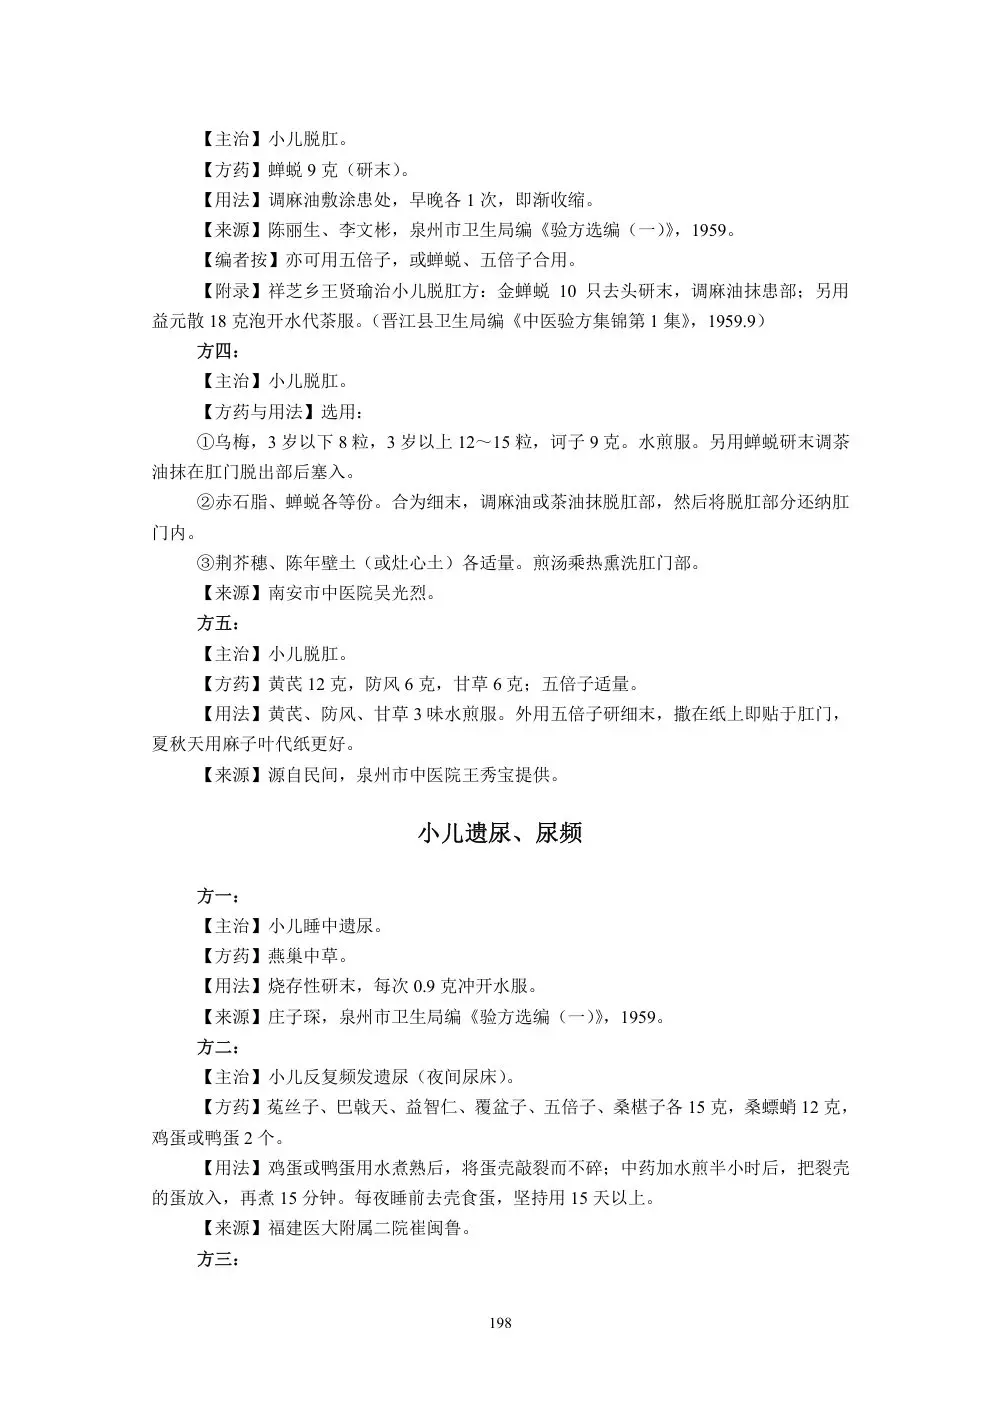 【主治】小儿脱肛。
【方药】蝉蜕 9 克（研末）。
【用法】调麻油敷涂患处，早晚各 1 次，即渐收缩。
【来源】陈丽生、李文彬，泉州市卫生局编《验方选编（一）》，1959。
【编者按】亦可用五倍子，或蝉蜕、五倍子合用。
【附录】祥芝乡王贤瑜治小儿脱肛方：金蝉蜕 10 只去头研末，调麻油抹患部；另用
益元散 18 克泡开水代茶服。（晋江县卫生局编《中医验方集锦第 1 集》，1959.9）
方四：
【主治】小儿脱肛。
【方药与用法】选用：
①乌梅，3 岁以下 8 粒，3 岁以上 12～15 粒，诃子 9 克。水煎服。另用蝉蜕研末调茶
油抹在肛门脱出部后塞入。
②赤石脂、蝉蜕各等份。合为细末，调麻油或茶油抹脱肛部，然后将脱肛部分还纳肛
门内。
③荆芥穗、陈年壁土（或灶心土）各适量。煎汤乘热熏洗肛门部。
【来源】南安市中医院吴光烈。
方五：
【主治】小儿脱肛。
【方药】黄芪 12 克，防风 6 克，甘草 6 克；五倍子适量。
【用法】黄芪、防风、甘草 3 味水煎服。外用五倍子研细末，撒在纸上即贴于肛门，
夏秋天用麻子叶代纸更好。
【来源】源自民间，泉州市中医院王秀宝提供。
小儿遗尿、尿频
方一：
【主治】小儿睡中遗尿。
【方药】燕巢中草。
【用法】烧存性研末，每次 0.9 克冲开水服。
【来源】庄子琛，泉州市卫生局编《验方选编（一）》，1959。
方二：
【主治】小儿反复频发遗尿（夜间尿床）。
【方药】菟丝子、巴戟天、益智仁、覆盆子、五倍子、桑椹子各 15 克，桑螵蛸 12 克，
鸡蛋或鸭蛋 2 个。
【用法】鸡蛋或鸭蛋用水煮熟后，将蛋壳敲裂而不碎；中药加水煎半小时后，把裂壳
的蛋放入，再煮 15 分钟。每夜睡前去壳食蛋，坚持用 15 天以上。
【来源】福建医大附属二院崔闽鲁。
方三：
198